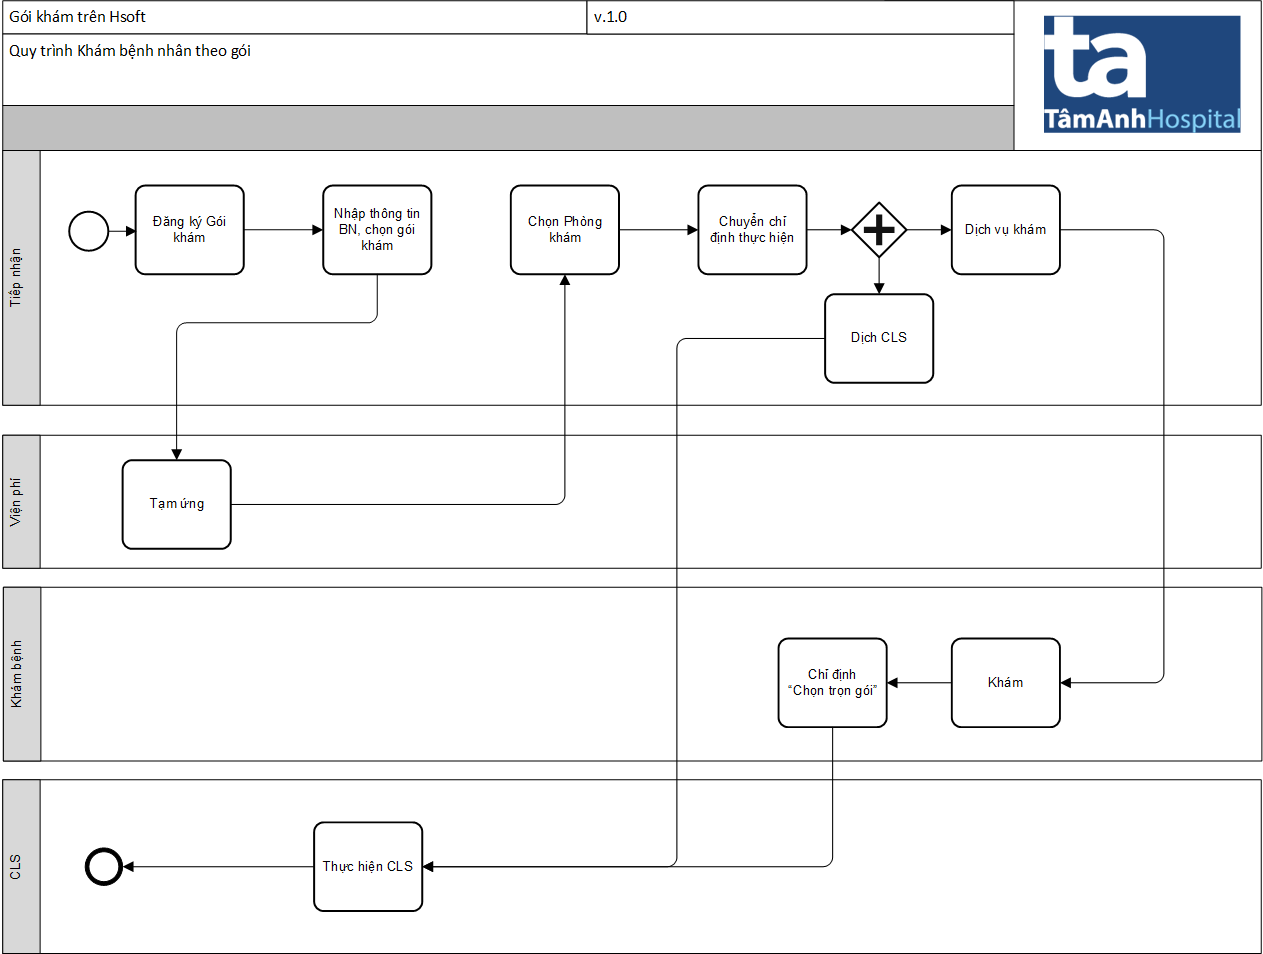 Gói khám trên Hsoft
v.1.0
Quy trình Khám bệnh nhân theo gói
ta
TâmAnhHospital
Tiếp nhận
Đăng ký Gói
khám
Nhập thông tin
BN, chọn gói
khám
Chọn Phòng
khám
Chuyển chỉ
định thực hiện
Dịch vụ khám
Dịch CLS
Viện phí
Tạm ứng
Khám bệnh
Chỉ định
“Chọn trọn gói”
Khám
CLS
Thực hiện CLS